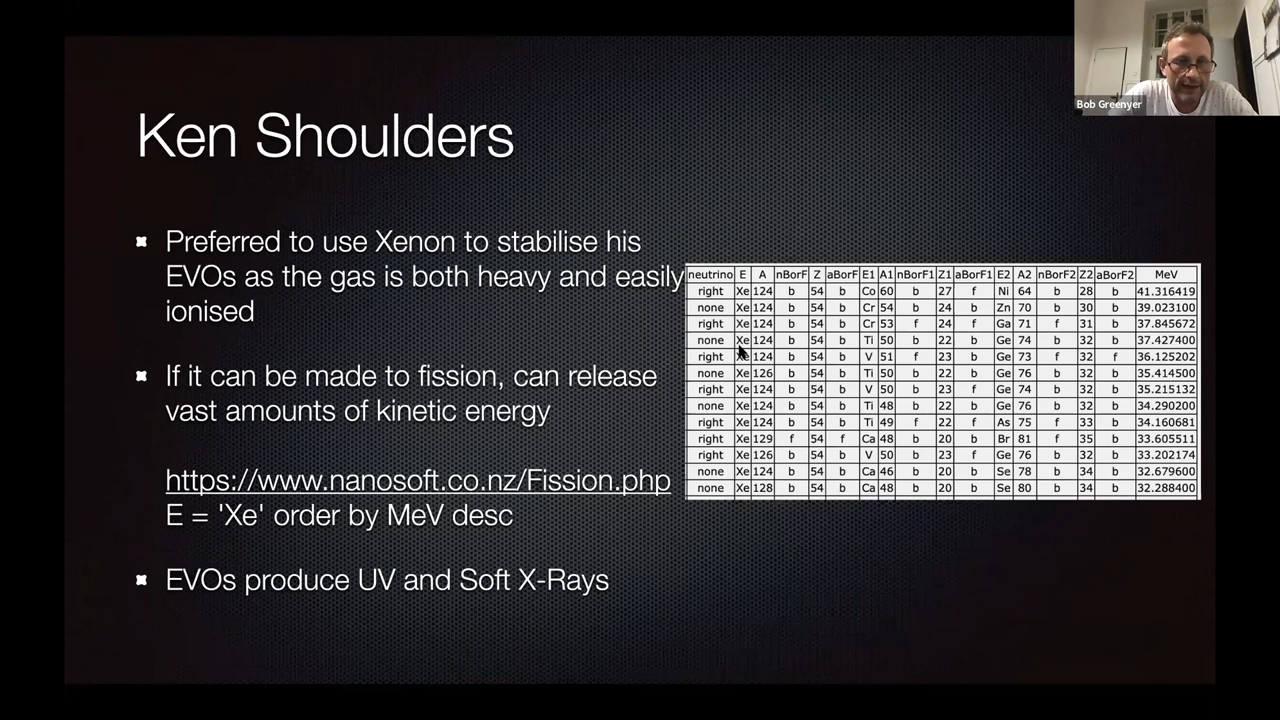 Bob Greenyer
Ken Shoulders
Preferred to use Xenon to stabilise his
EVOs as the gas is both heavy and easily
ionised
If it can be made to fission, can release
vast amounts of kinetic energy
https://www.nanosoft.co.nz/Fission.php
E = 'Xe' order by MeV desc
EVOs produce UV and Soft X-Rays
neutrino E A nBorF Z aBorF E1 A1 nBorF1 Z1 aBorF1 E2 A2 nBorF2 Z2 aBorF2 MeV
right Xe 124 b 54 b Co 60 b 27 f Ni 64 b 28 b 41.316419
none Xe 124 b 54 b Cr 54 b 24 b Zn 70 b 30 b 39.023100
right Xe 124 b 54 b Cr 53 f 24 f Ga 71 f 31 b 37.845672
none Xe 124 b 54 b Ti 50 b 22 b Ge 74 b 32 b 37.427400
right Xe 124 b 54 b V 51 f 23 b Ge 73 f 32 f 36.125202
none Xe 126 b 54 b Ti 50 b 22 b Ge 76 b 32 b 35.414500
right Xe 124 b 54 b V 50 b 23 f Ge 74 b 32 b 35.215132
none Xe 124 b 54 b Ti 48 b 22 b Ge 76 b 32 b 34.290200
right Xe 124 b 54 b Ti 49 f 22 f As 75 f 33 b 34.160681
right Xe 129 f 54 f Ca 48 b 20 b Br 81 f 35 b 33.605511
right Xe 126 b 54 b V 50 b 23 f Ge 76 b 32 b 33.202174
none Xe 124 b 54 b Ca 46 b 20 b Se 78 b 34 b 32.679600
none Xe 128 b 54 b Ca 48 b 20 b Se 80 b 34 b 32.288400